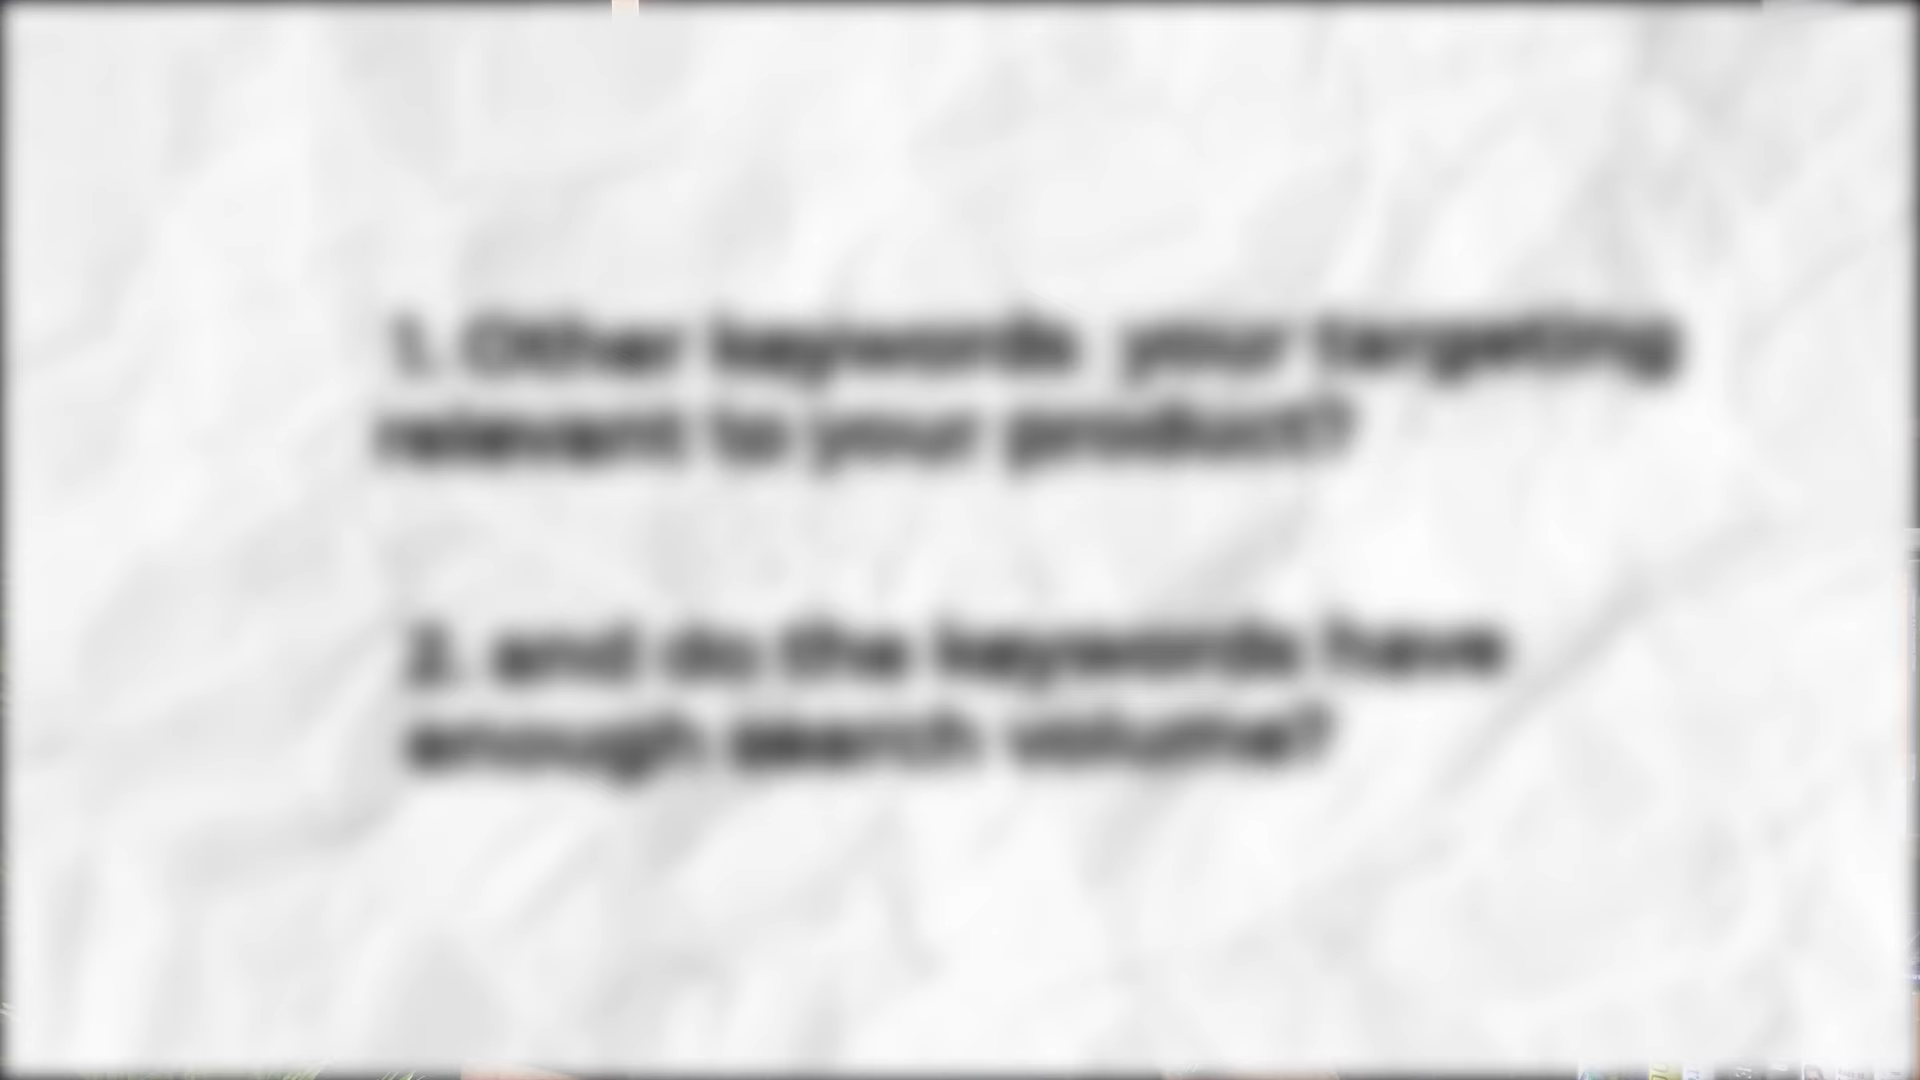 1. Other keywords your targeting
relevant to your product?
2. and do the keywords have
enough search volume?